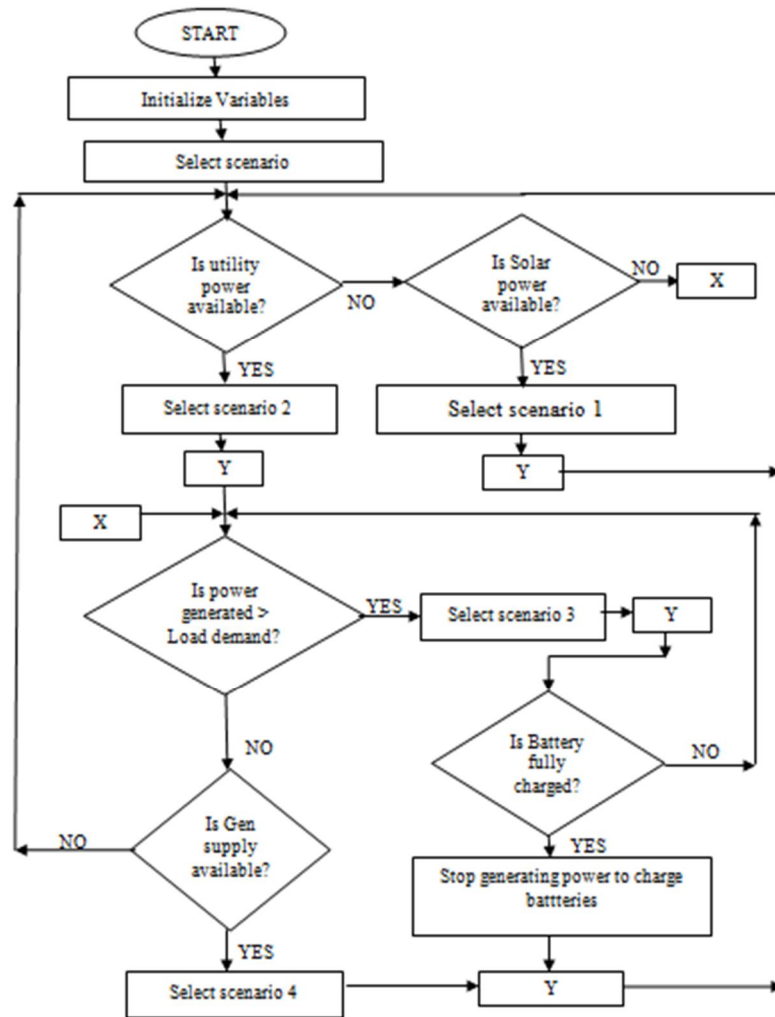 START
Initialize Variables
Select scenario
Is utility
power
available?
NO
Is Solar
power
available?
NO
X
YES
YES
Select scenario 2
Select scenario 1
Y
Y
X
Is power
generated >
Load demand?
YES
Select scenario 3
Y
NO
Is Battery
fully
charged?
NO
NO
Is Gen
supply
available?
YES
Stop generating power to charge
battteries
YES
Select scenario 4
Y